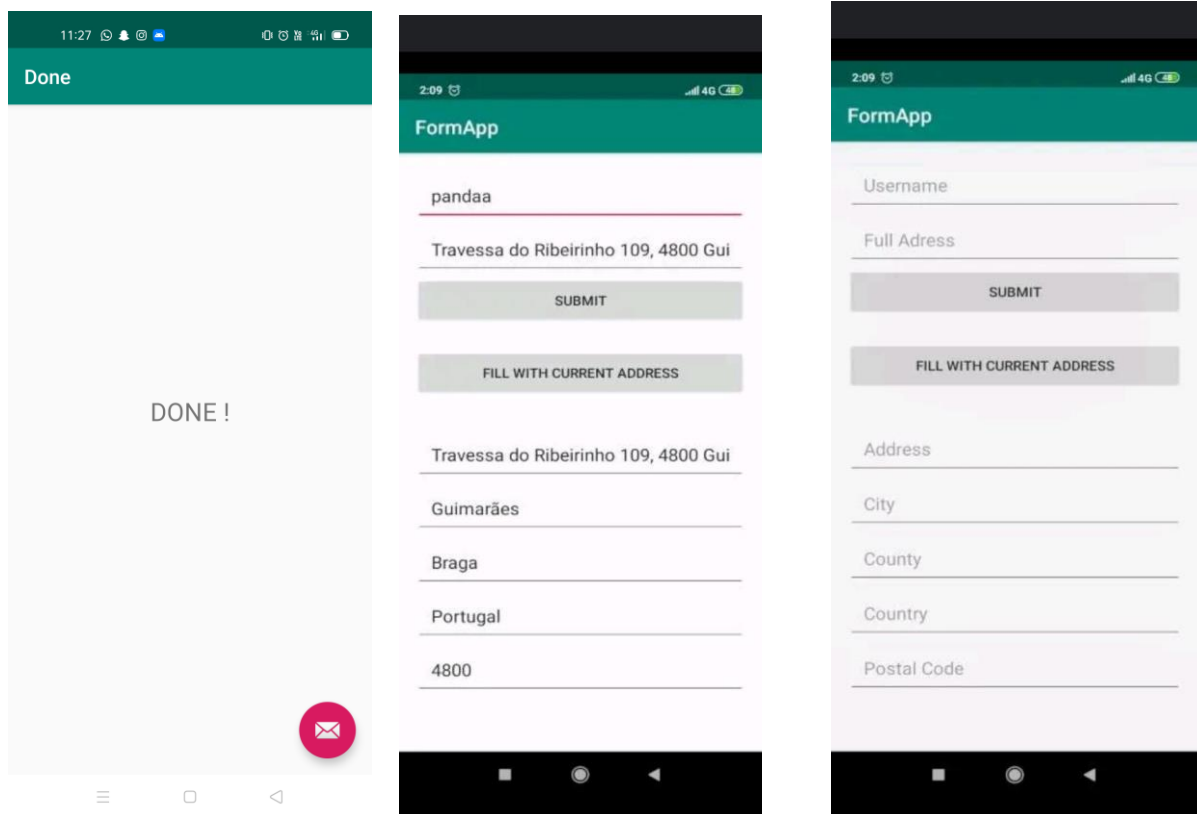 11:27
Done
DONE !
2:09
4G 48
FormApp
pandaa
Travessa do Ribeirinho 109, 4800 Gui
SUBMIT
FILL WITH CURRENT ADDRESS
Travessa do Ribeirinho 109, 4800 Gui
Guimarães
Braga
Portugal
4800
2:09
4G 48
FormApp
Username
Full Adress
SUBMIT
FILL WITH CURRENT ADDRESS
Address
City
County
Country
Postal Code